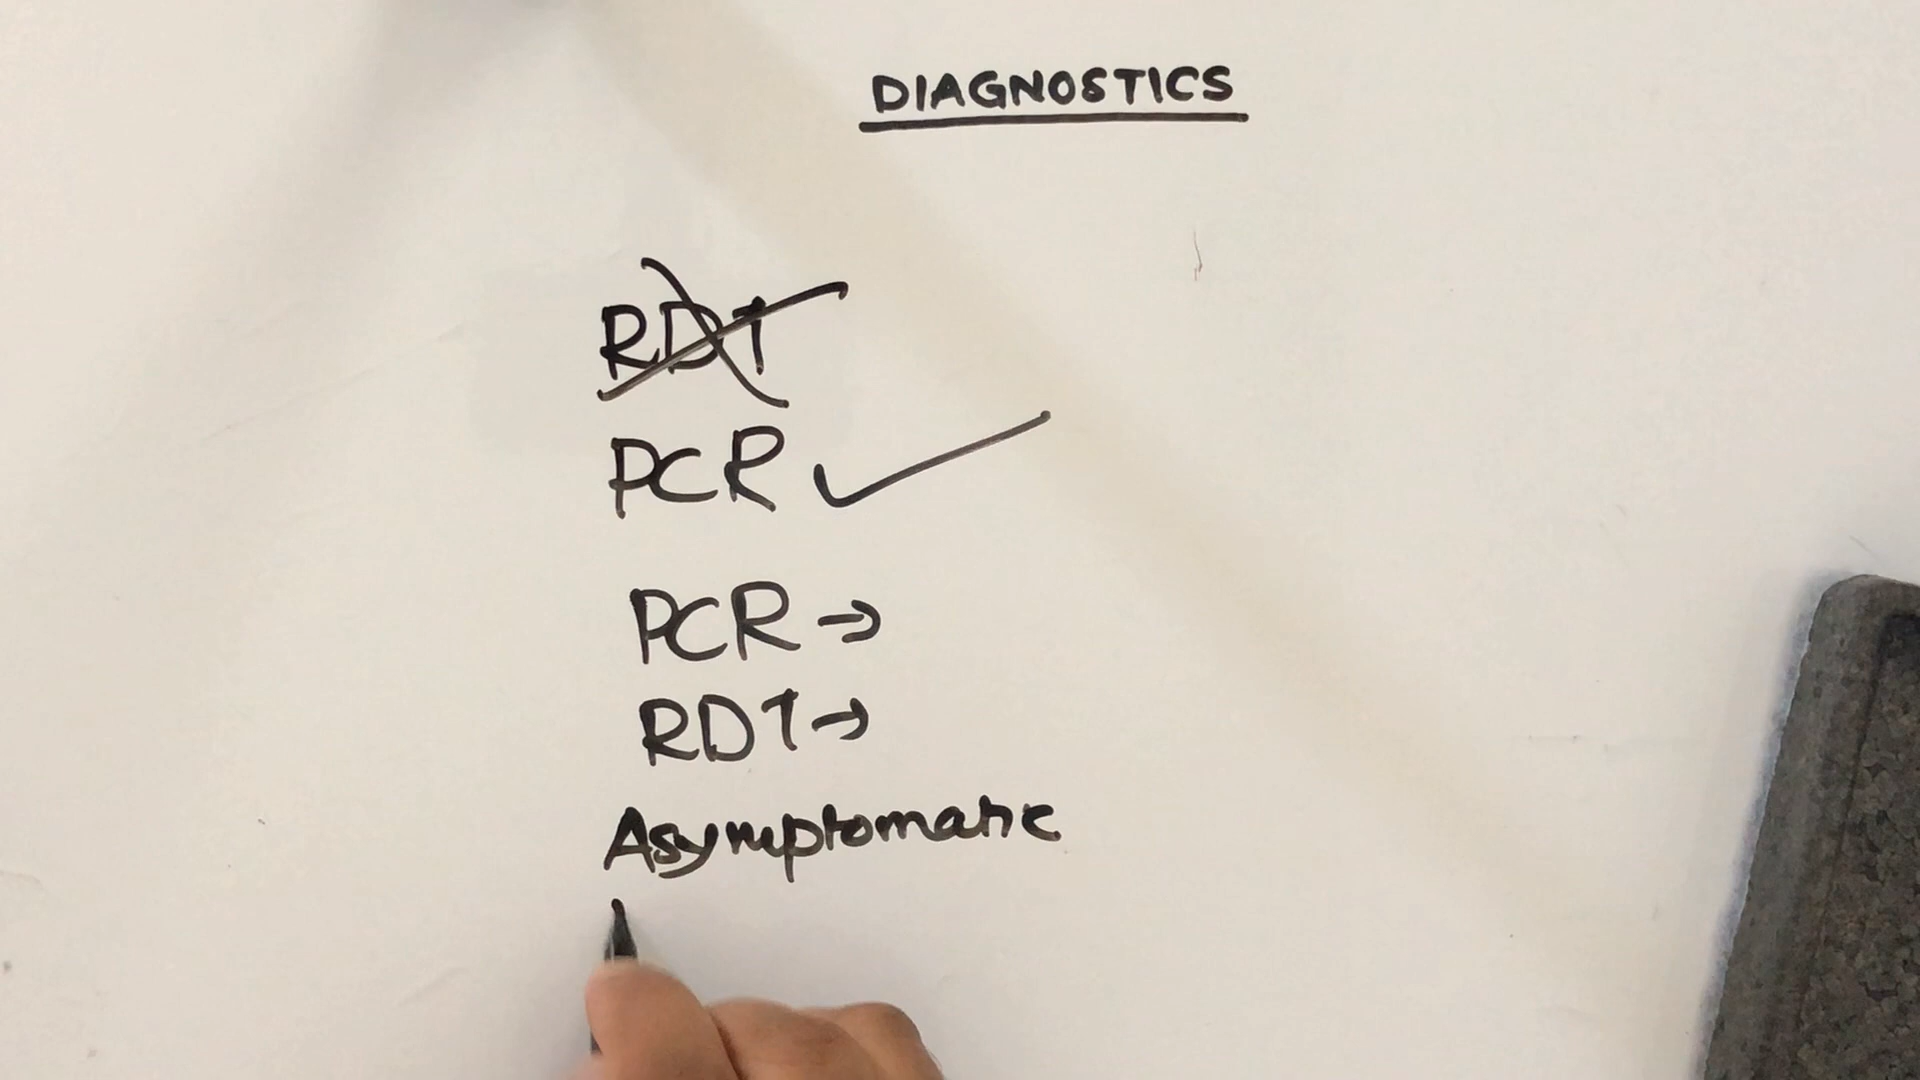 DIAGNOSTICS
RDT
PCR ✓
PCR →
RDT →
Asymptomatic